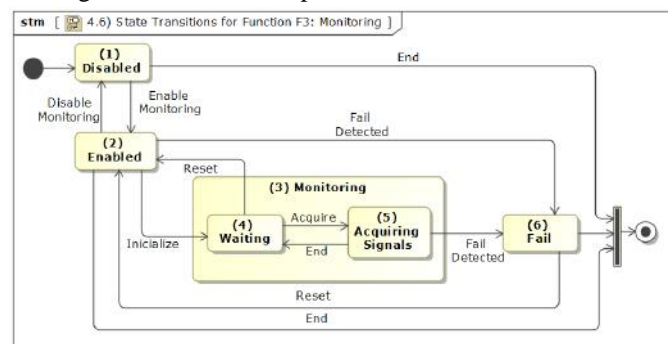 stm [ 4.6) State Transitions for Function F3: Monitoring ]
(1)
Disabled
End
Disable
Monitoring
Enable
Monitoring
Fail
Detected
(2)
Enabled
Reset
(3) Monitoring
(4)
Waiting
Acquire
(5)
Acquiring
Signals
End
(6)
Fail
Inicialize
Fail
Detected
Reset
End